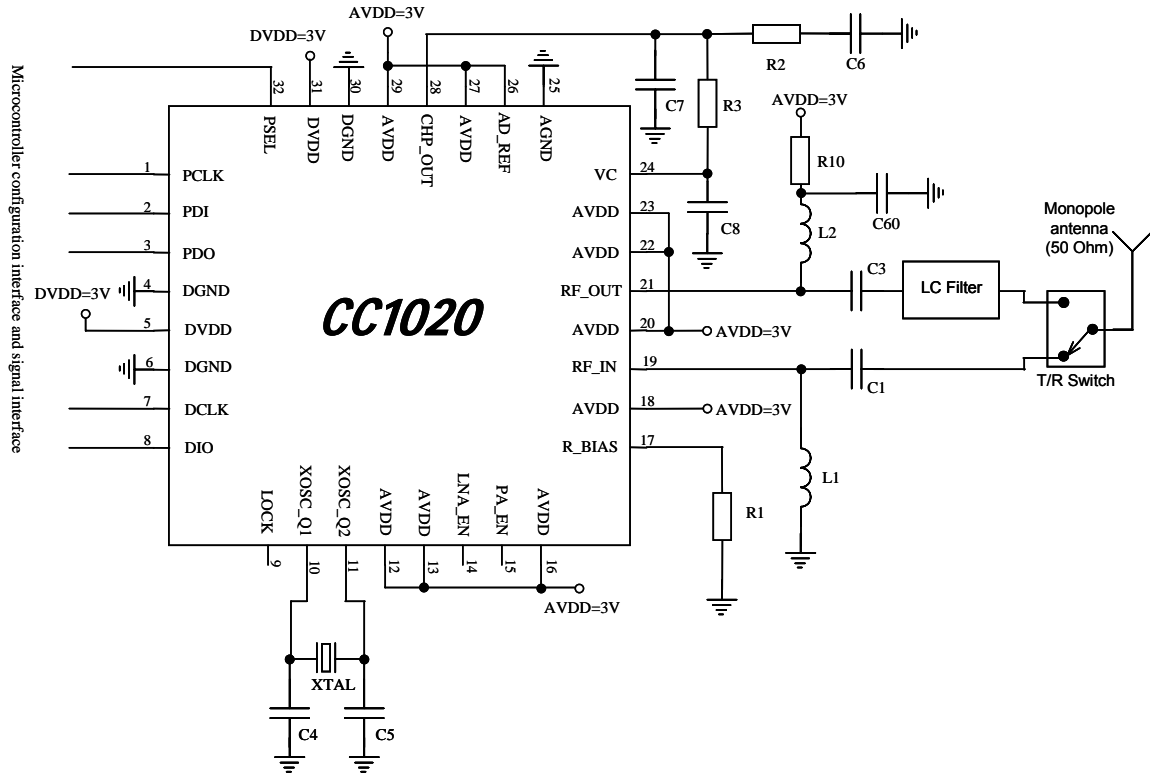 AVDD=3V
DVDD=3V
R2
C6
Microcontroller configuration interface and signal interface
32
31
30
29
28
27
26
25
C7
R3
AVDD=3V
PSEL
DVDD
DGND
AVDD
CHP_OUT
AVDD
AD_REF
AGND
R10
1
PCLK
VC
24
2
PDI
AVDD
23
C8
L2
C60
Monopole
antenna
(50 Ohm)
3
PDO
AVDD
22
DVDD=3V
4
DGND
RF_OUT
21
C3
LC Filter
CC1020
5
DVDD
AVDD
20
AVDD=3V
6
DGND
RF_IN
19
C1
T/R Switch
7
DCLK
AVDD
18
AVDD=3V
8
DIO
R_BIAS
17
LOCK
XOSC_Q1
XOSC_Q2
AVDD
AVDD
LNA_EN
PA_EN
AVDD
R1
L1
9
10
11
12
13
14
15
16
AVDD=3V
XTAL
C4
C5